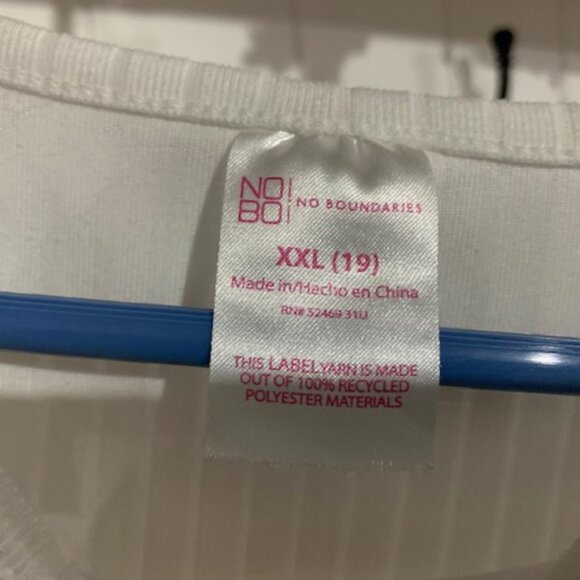 NO
BO
NO BOUNDARIES
XXL (19)
Made in/Hecho en China
RN# 52469 31U
THIS LABEL YARN IS MADE
OUT OF 100% RECYCLED
POLYESTER MATERIALS